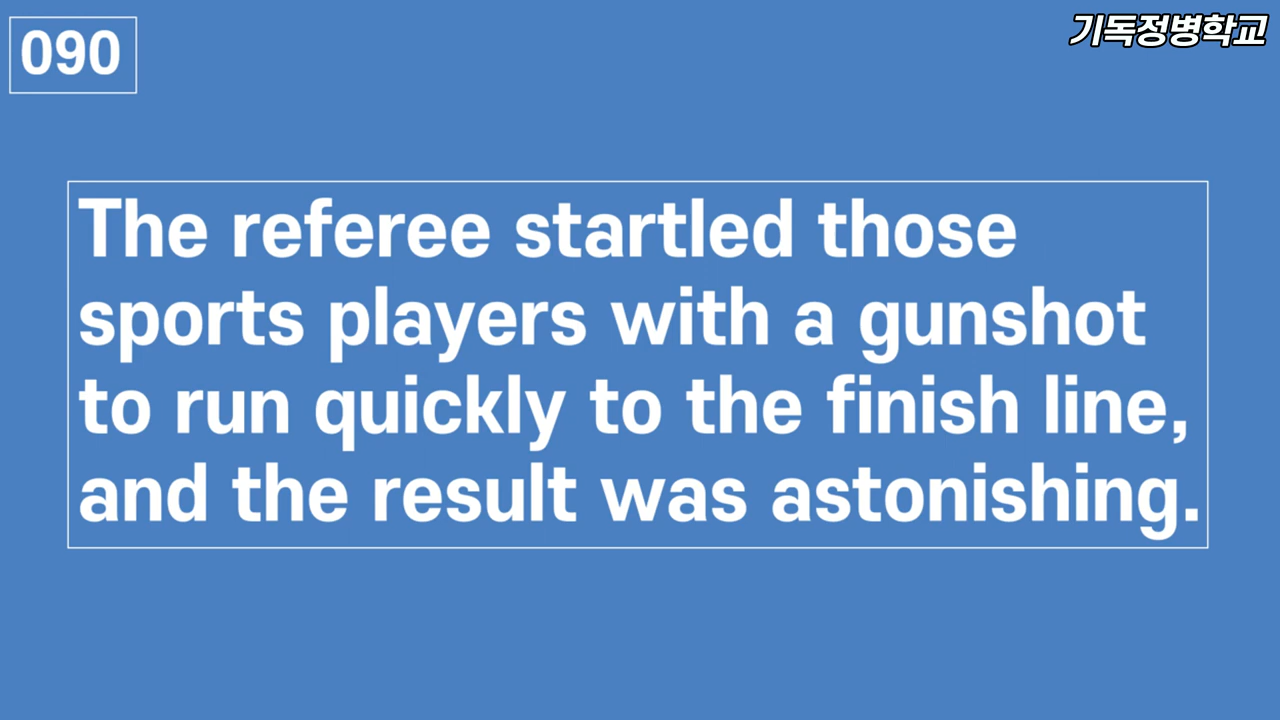 090
기독정병학교
The referee startled those
sports players with a gunshot
to run quickly to the finish line,
and the result was astonishing.